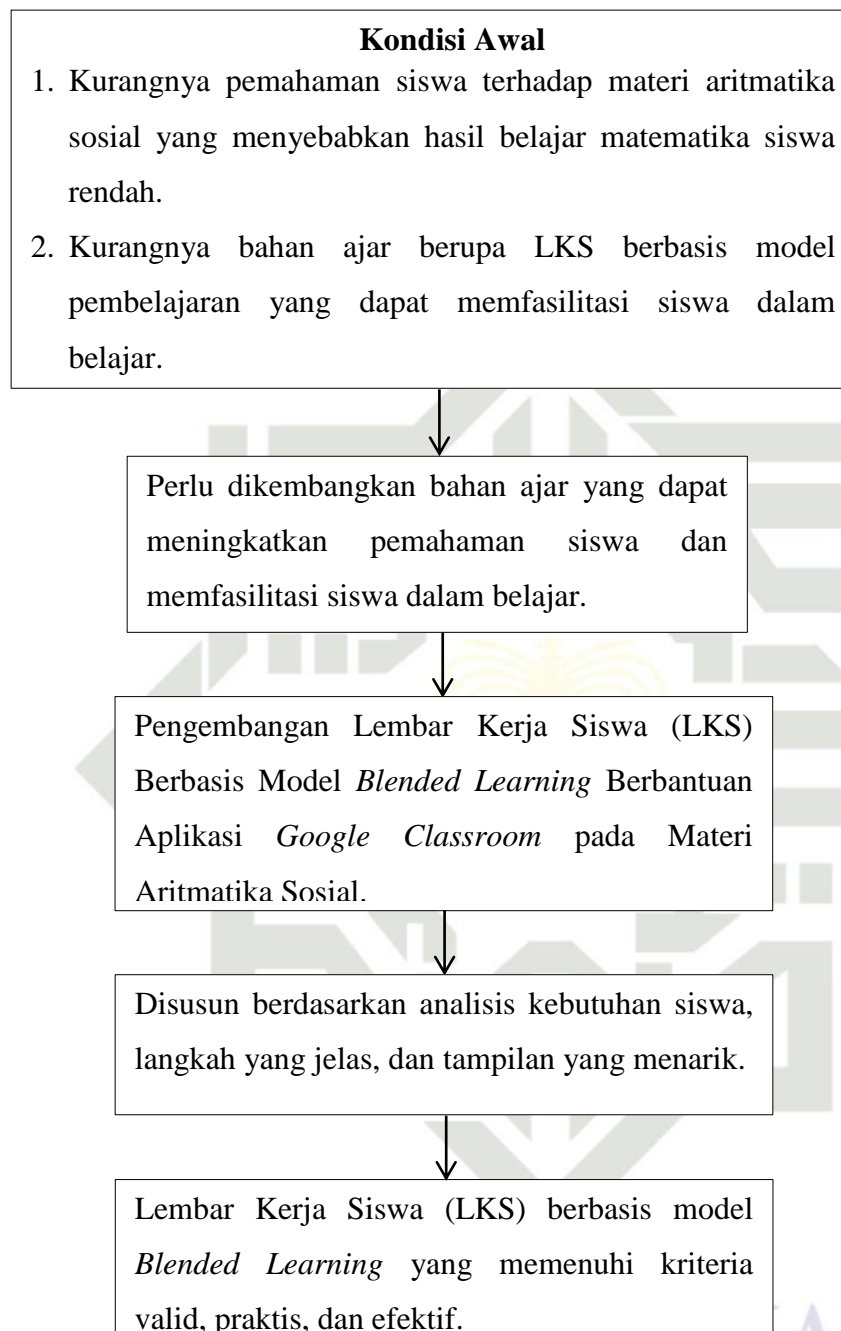 Kondisi Awal
1. Kurangnya pemahaman siswa terhadap materi aritmatika
sosial yang menyebabkan hasil belajar matematika siswa
rendah.
2. Kurangnya bahan ajar berupa LKS berbasis model
pembelajaran yang dapat memfasilitasi siswa dalam
belajar.
Perlu dikembangkan bahan ajar yang dapat
meningkatkan pemahaman siswa dan
memfasilitasi siswa dalam belajar.
Pengembangan Lembar Kerja Siswa (LKS)
Berbasis Model Blended Learning Berbantuan
Aplikasi Google Classroom pada Materi
Aritmatika Sosial.
Disusun berdasarkan analisis kebutuhan siswa,
langkah yang jelas, dan tampilan yang menarik.
Lembar Kerja Siswa (LKS) berbasis model
Blended Learning yang memenuhi kriteria
valid, praktis, dan efektif.